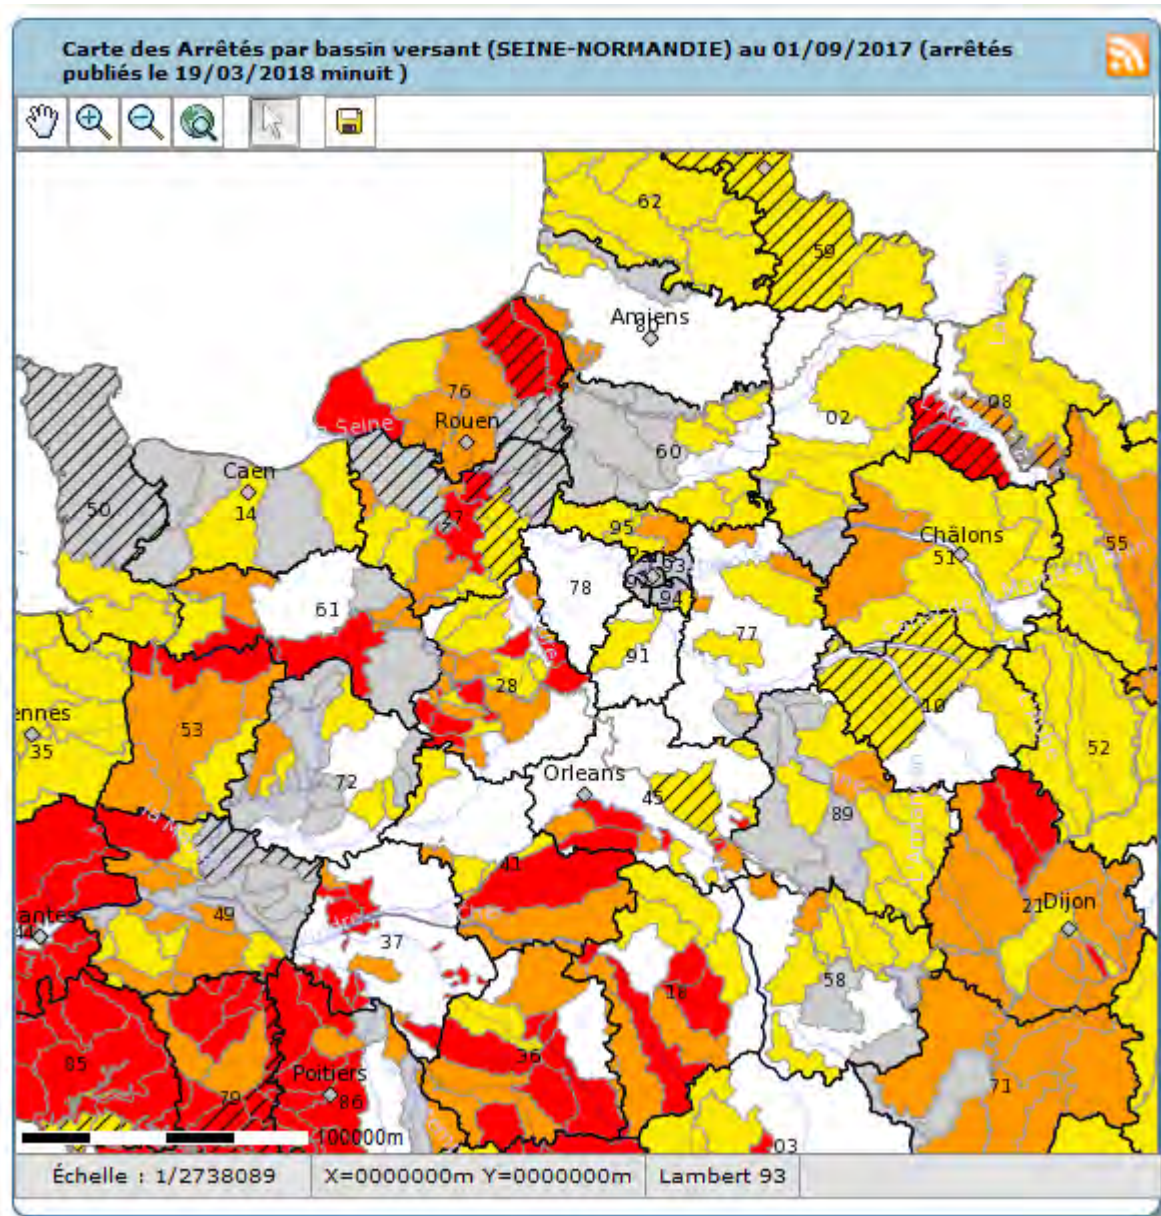 Carte des Arrêtés par bassin versant (SEINE-NORMANDIE) au 01/09/2017 (arrêtés
publiés le 19/03/2018 minuit )
62
59
Amiens
80
76
08
Rouen
Seine
02
60
Caen
50
14
27
95
Châlons
51
55
93
78
94
61
77
91
28
10
ennes
35
53
52
72
Orleans
45
89
41
antes
44
49
21
Dijon
37
Cher
58
18
36
85
Poitiers
79
86
71
03
100000m
Échelle : 1/2738089
X=0000000m Y=0000000m
Lambert 93